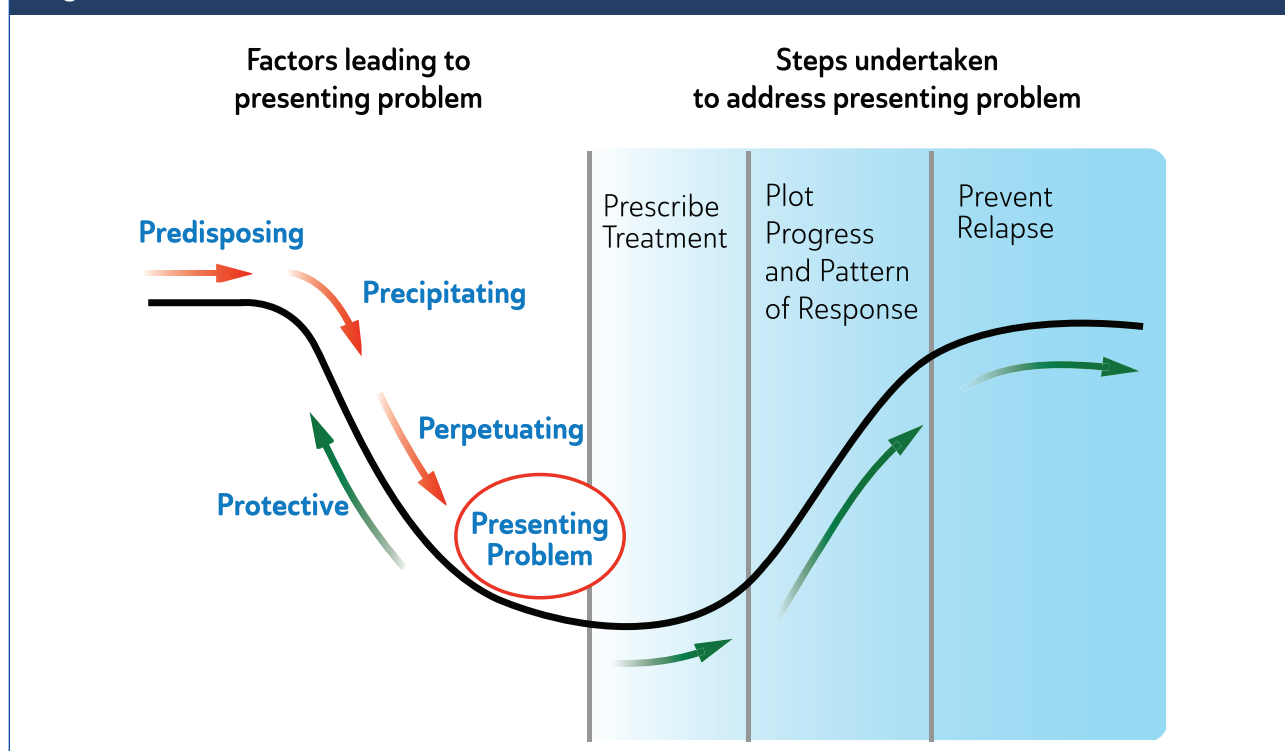 Factors leading to
presenting problem
Steps undertaken
to address presenting problem
Predisposing
Precipitating
Perpetuating
Protective
Presenting
Problem
Prescribe
Treatment
Plot
Progress
and Pattern
of Response
Prevent
Relapse